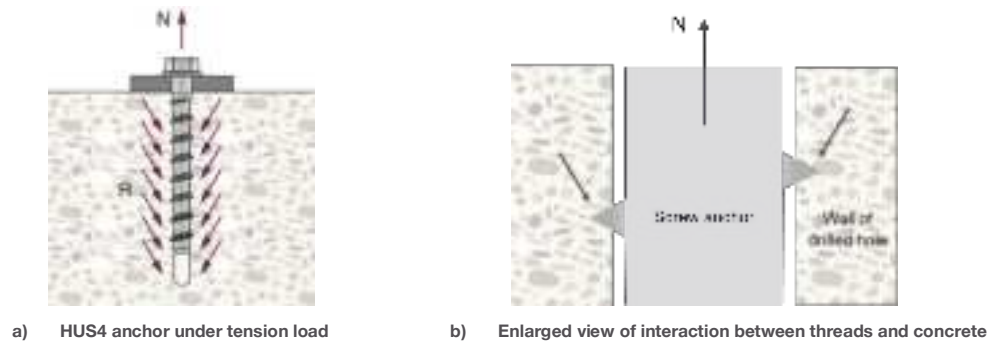 N
N
R
Screw anchor
Wall of
drilled hole
a) HUS4 anchor under tension load
b) Enlarged view of interaction between threads and concrete